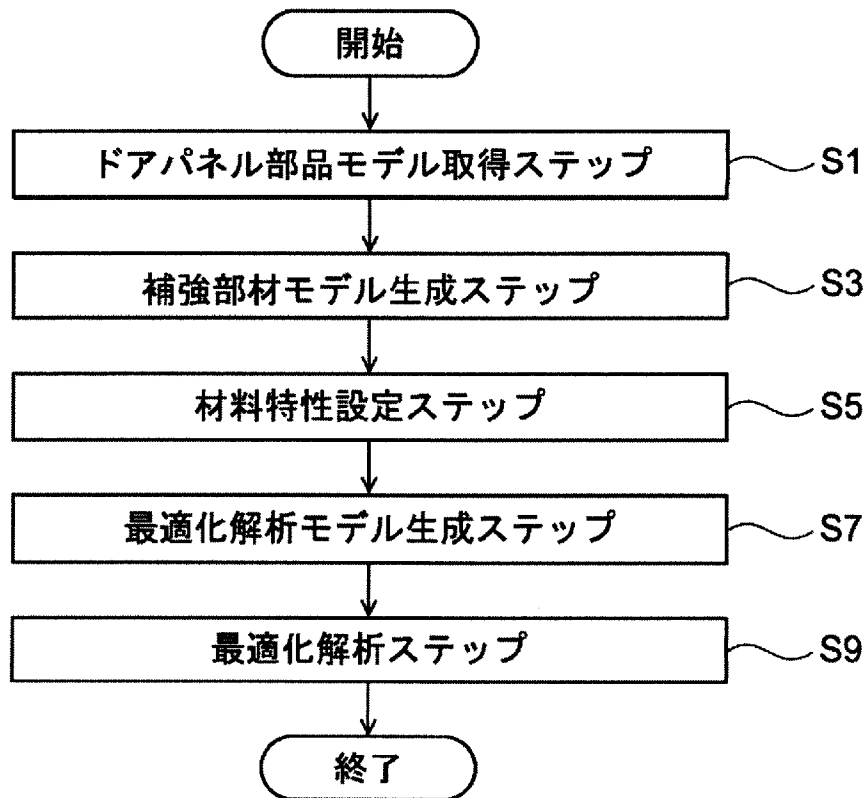 開始
ドアパネル部品モデル取得ステップ
S1
補強部材モデル生成ステップ
S3
材料特性設定ステップ
S5
最適化解析モデル生成ステップ
S7
最適化解析ステップ
S9
終了